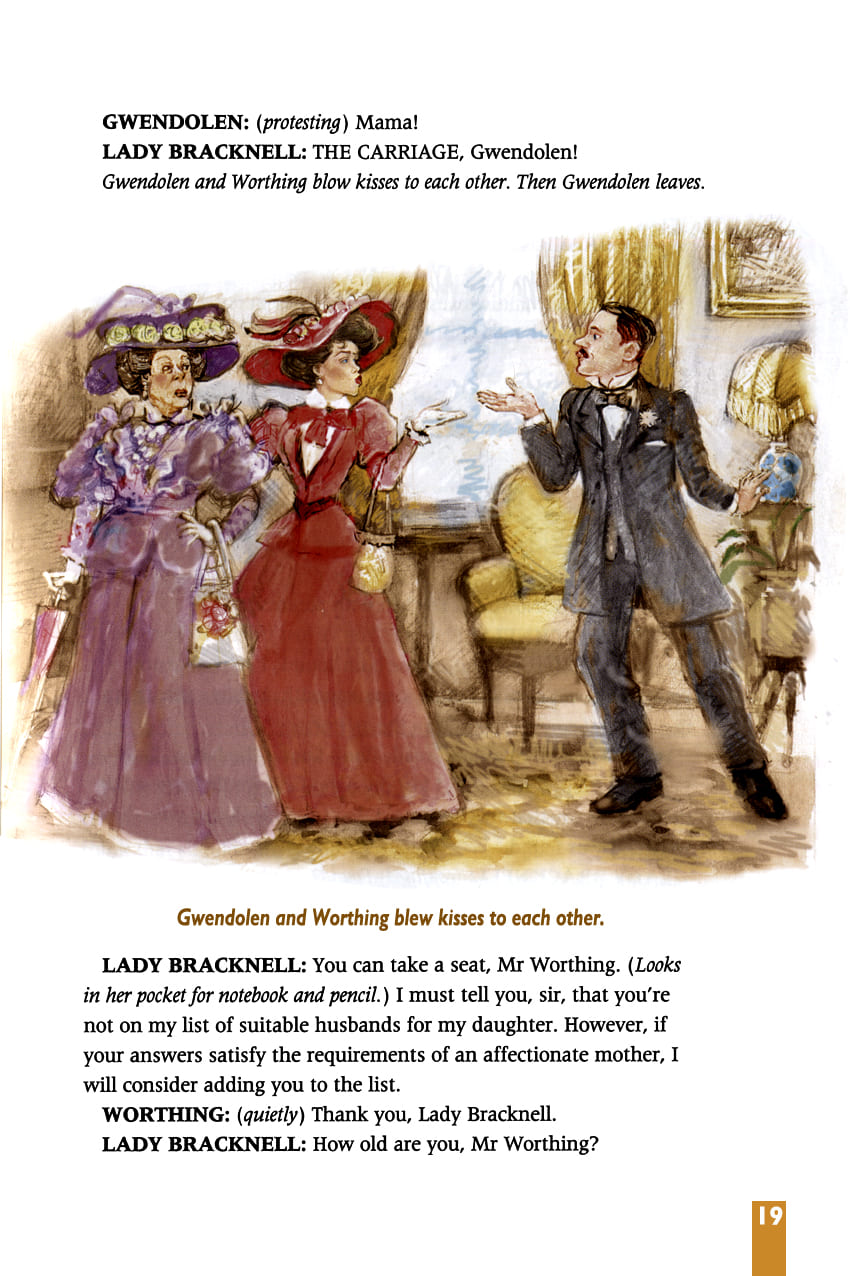 GWENDOLEN: (protesting) Mama!
LADY BRACKNELL: THE CARRIAGE, Gwendolen!
Gwendolen and Worthing blow kisses to each other. Then Gwendolen leaves.
Gwendolen and Worthing blew kisses to each other.
LADY BRACKNELL: You can take a seat, Mr Worthing. (Looks
in her pocket for notebook and pencil.) I must tell you, sir, that you're
not on my list of suitable husbands for my daughter. However, if
your answers satisfy the requirements of an affectionate mother, I
will consider adding you to the list.
WORTHING: (quietly) Thank you, Lady Bracknell.
LADY BRACKNELL: How old are you, Mr Worthing?
19